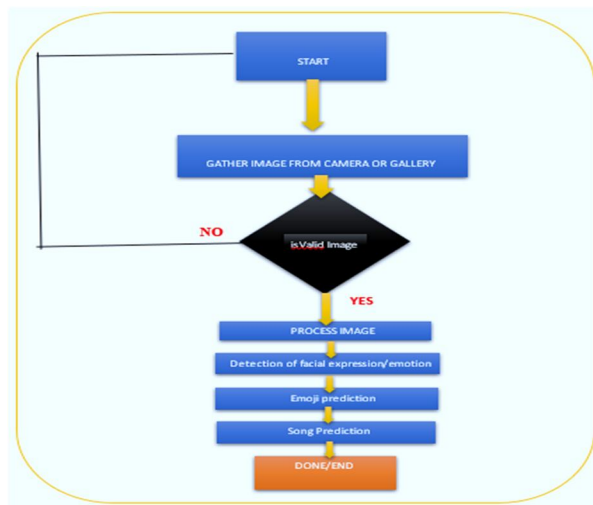 START
GATHER IMAGE FROM CAMERA OR GALLERY
NO
isValid Image
YES
PROCESS IMAGE
Detection of facial expression/emotion
Emoji prediction
Song Prediction
DONE/END